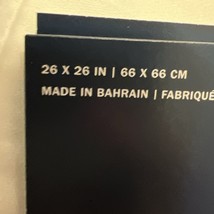 26 X 26 IN | 66 X 66 CM
MADE IN BAHRAIN | FABRIQUÉ